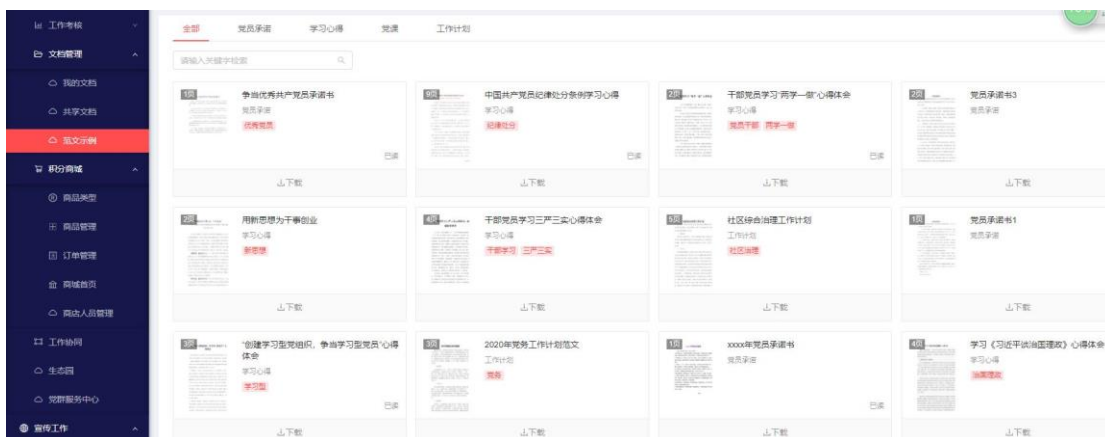 工作考核
文档管理
我的文档
共享文档
范文示例
积分商城
商品类型
商品管理
订单管理
商城首页
商店人员管理
工作协同
生态园
党群服务中心
宣传工作
全部 党员承诺 学习心得 党课 工作计划
请输入关键字检索
1页 争当优秀共产党员承诺书
党员承诺
优秀党员
已读
下载
9页 中国共产党员纪律处分条例学习心得
学习心得
纪律处分
已读
下载
2页 干部党员学习“两学一做”心得体会
学习心得
党员干部 两学一做
已读
下载
2页 党员承诺书3
党员承诺
下载
2页 用新思想为干事创业
学习心得
新思想
下载
4页 干部党员学习三严三实心得体会
学习心得
干部学习 三严三实
下载
5页 社区综合治理工作计划
工作计划
社区治理
下载
1页 党员承诺书1
党员承诺
下载
3页 “创建学习型党组织，争当学习型党员”心得
体会
学习心得
学习型
已读
下载
3页 2020年党务工作计划范文
工作计划
党务
下载
1页 xxxx年党员承诺书
党员承诺
已读
下载
4页 学习《习近平谈治国理政》心得体会
学习心得
治国理政
下载